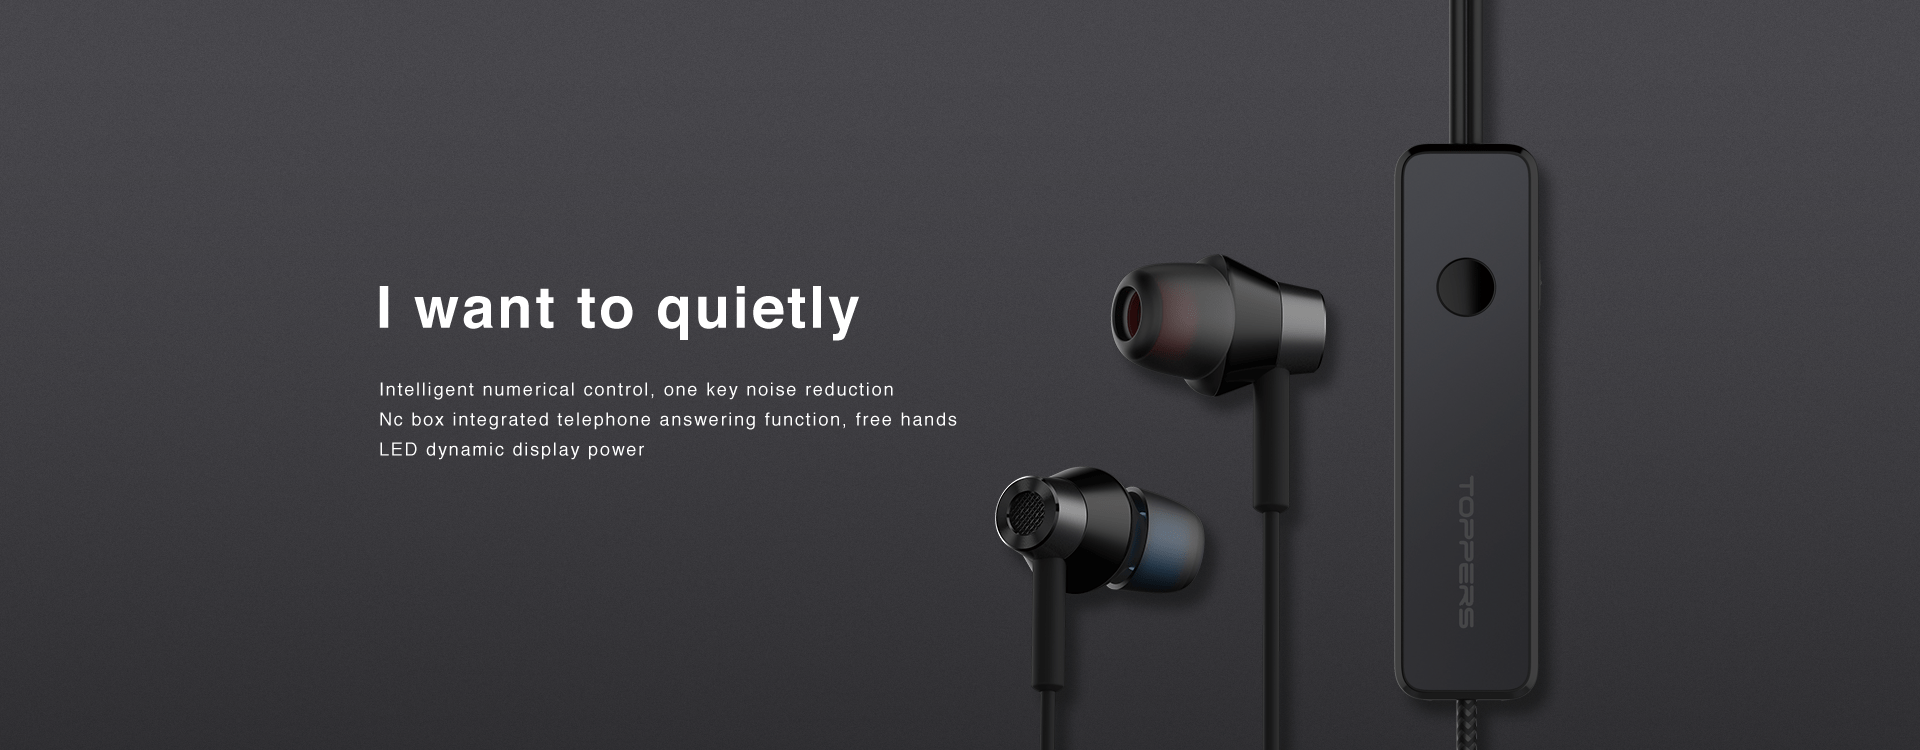 I want to quietly
Intelligent numerical control, one key noise reduction
Nc box integrated telephone answering function, free hands
LED dynamic display power
TOPPERS